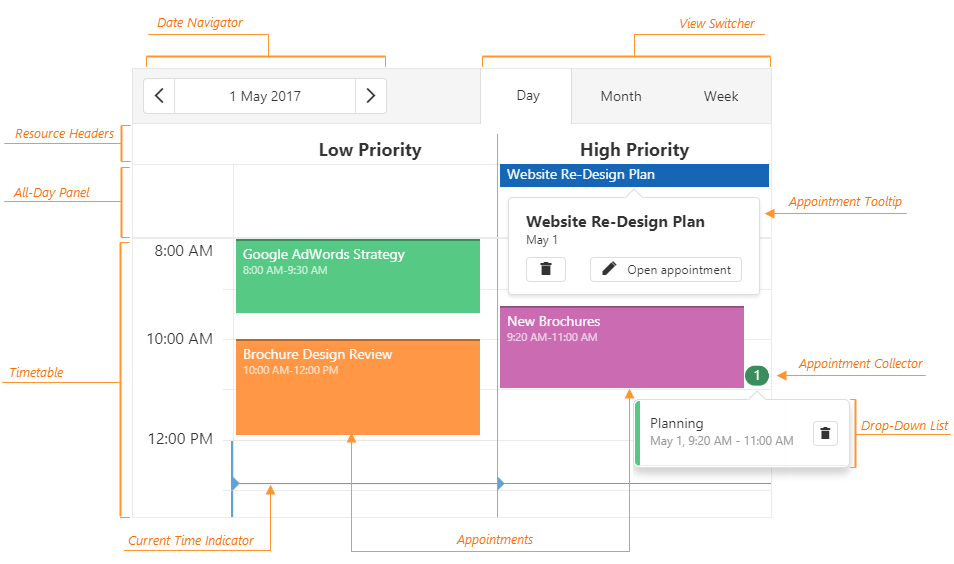 Date Navigator
View Switcher
1 May 2017
Day
Month
Week
Resource Headers
Low Priority
High Priority
All-Day Panel
Website Re-Design Plan
Appointment Tooltip
Website Re-Design Plan
May 1
Open appointment
8:00 AM
Google AdWords Strategy
8:00 AM-9:30 AM
New Brochures
9:20 AM-11:00 AM
10:00 AM
Brochure Design Review
10:00 AM-12:00 PM
Timetable
1
Appointment Collector
Planning
May 1, 9:20 AM - 11:00 AM
Drop-Down List
12:00 PM
Current Time Indicator
Appointments